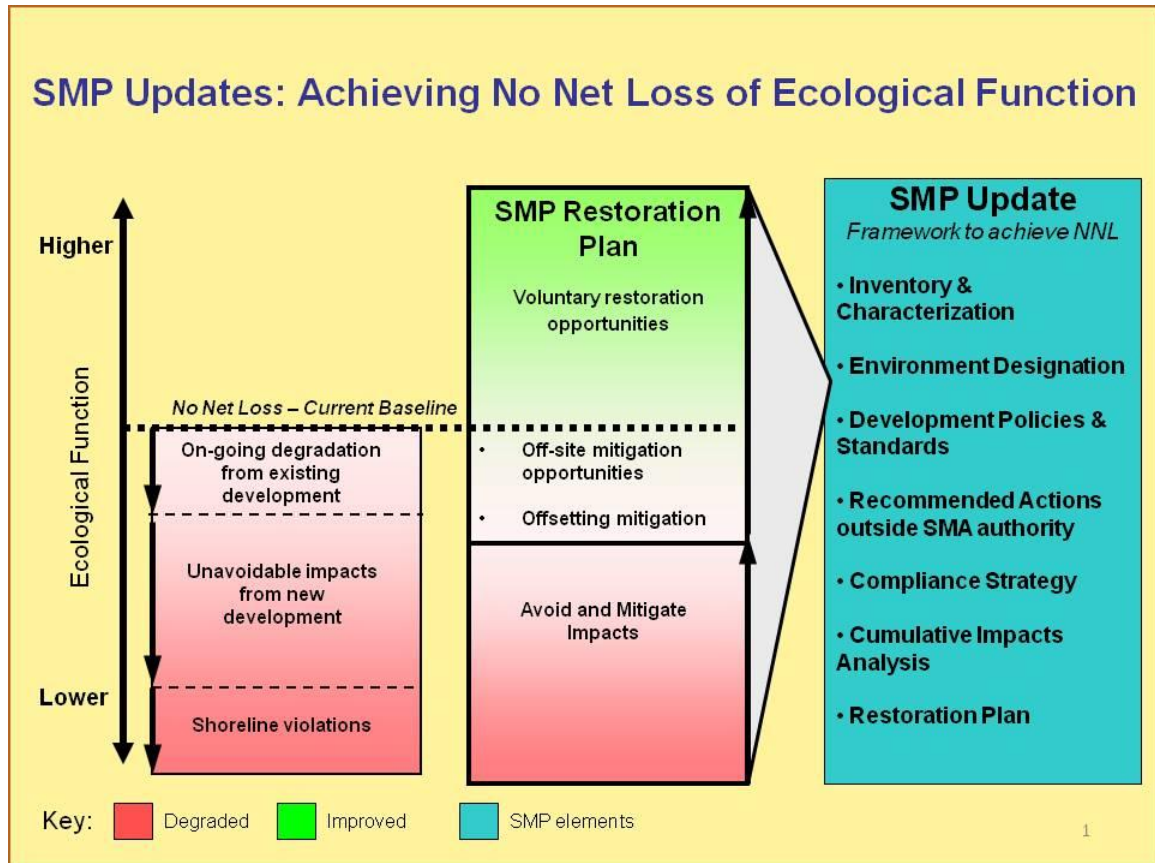 SMP Updates: Achieving No Net Loss of Ecological Function
Higher
Ecological Function
Lower
No Net Loss – Current Baseline
On-going degradation
from existing
development
Unavoidable impacts
from new
development
Shoreline violations
SMP Restoration
Plan
Voluntary restoration
opportunities
• Off-site mitigation
opportunities
• Offsetting mitigation
Avoid and Mitigate
Impacts
SMP Update
Framework to achieve NNL
• Inventory &
Characterization
• Environment Designation
• Development Policies &
Standards
• Recommended Actions
outside SMA authority
• Compliance Strategy
• Cumulative Impacts
Analysis
• Restoration Plan
Key:
Degraded
Improved
SMP elements
1